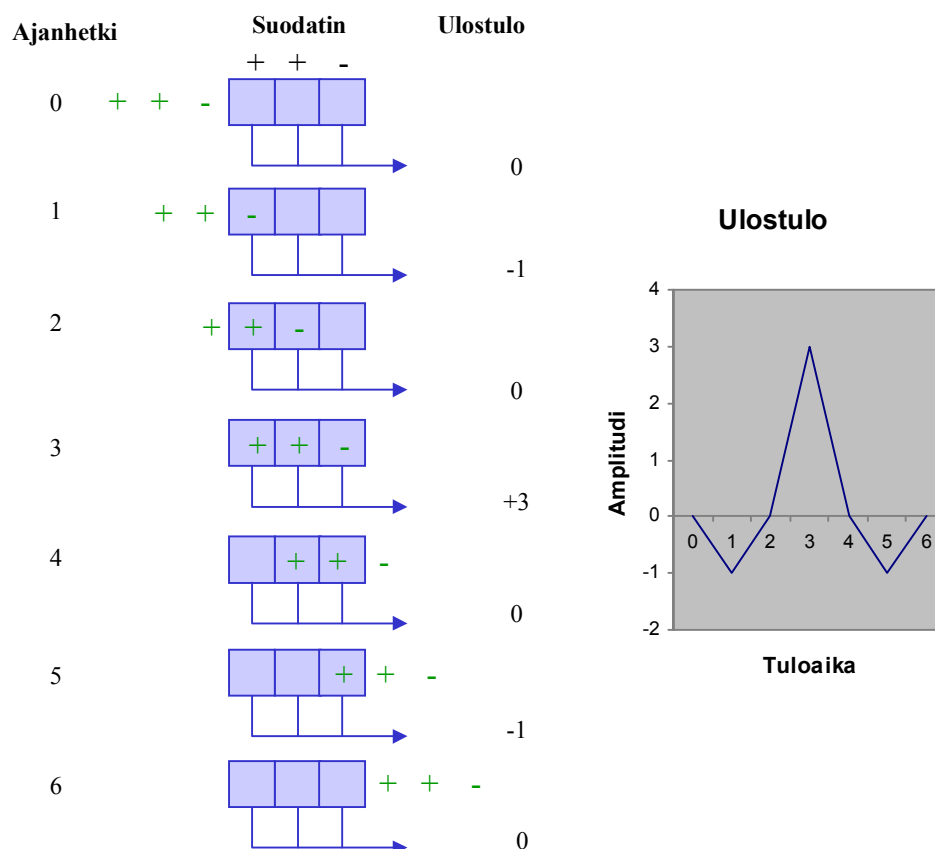 Ajanhetki Suodatin Ulostulo
+ + -
0 + + -
0
1 + + -
-1
2 + + -
0
3 + + -
+3
4 + + -
0
5 + + -
-1
6 + + -
0
Ulostulo
4
3
2
1
0
-1
-2
0 1 2 3 4 5 6
Amplitudi
Tuloaika